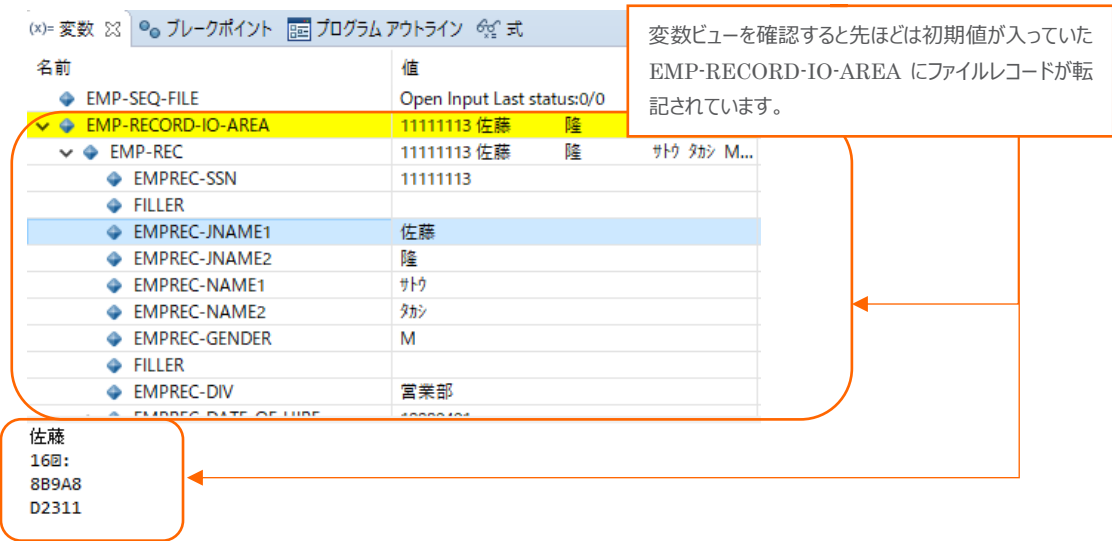 (x)= 変数 ブレークポイント プログラム アウトライン 式
変数ビューを確認すると先ほどは初期値が入っていた
EMP-RECORD-IO-AREA にファイルレコードが転
記されています。
名前 値
EMP-SEQ-FILE Open Input Last status:0/0
EMP-RECORD-IO-AREA 11111113 佐藤 隆
EMP-REC 11111113 佐藤 隆 ｻﾄｳ ﾀｶｼ M...
EMPREC-SSN 11111113
FILLER
EMPREC-JNAME1 佐藤
EMPREC-JNAME2 隆
EMPREC-NAME1 ｻﾄｳ
EMPREC-NAME2 ﾀｶｼ
EMPREC-GENDER M
FILLER
EMPREC-DIV 営業部
EMPREC-DATE-OF-HIRE
佐藤
16回:
8B9A8
D2311